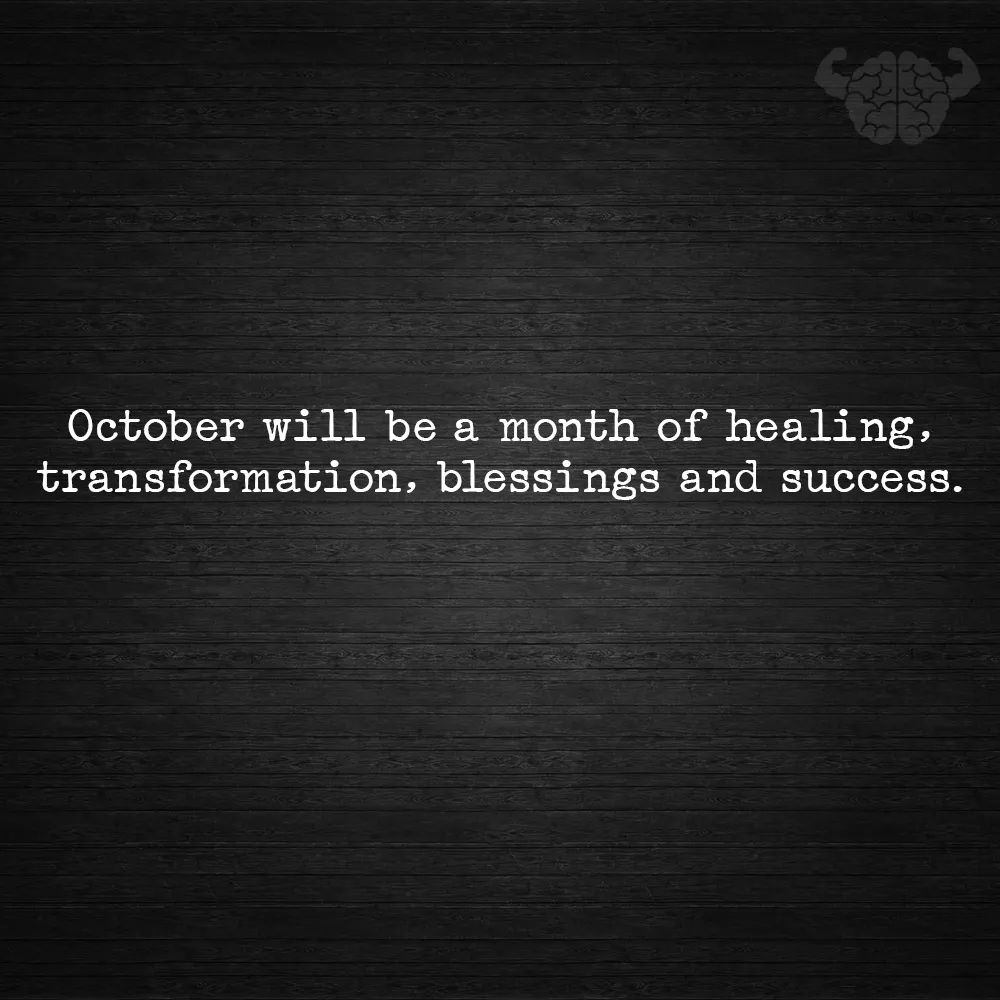 October will be a month of healing,
transformation, blessings and success.